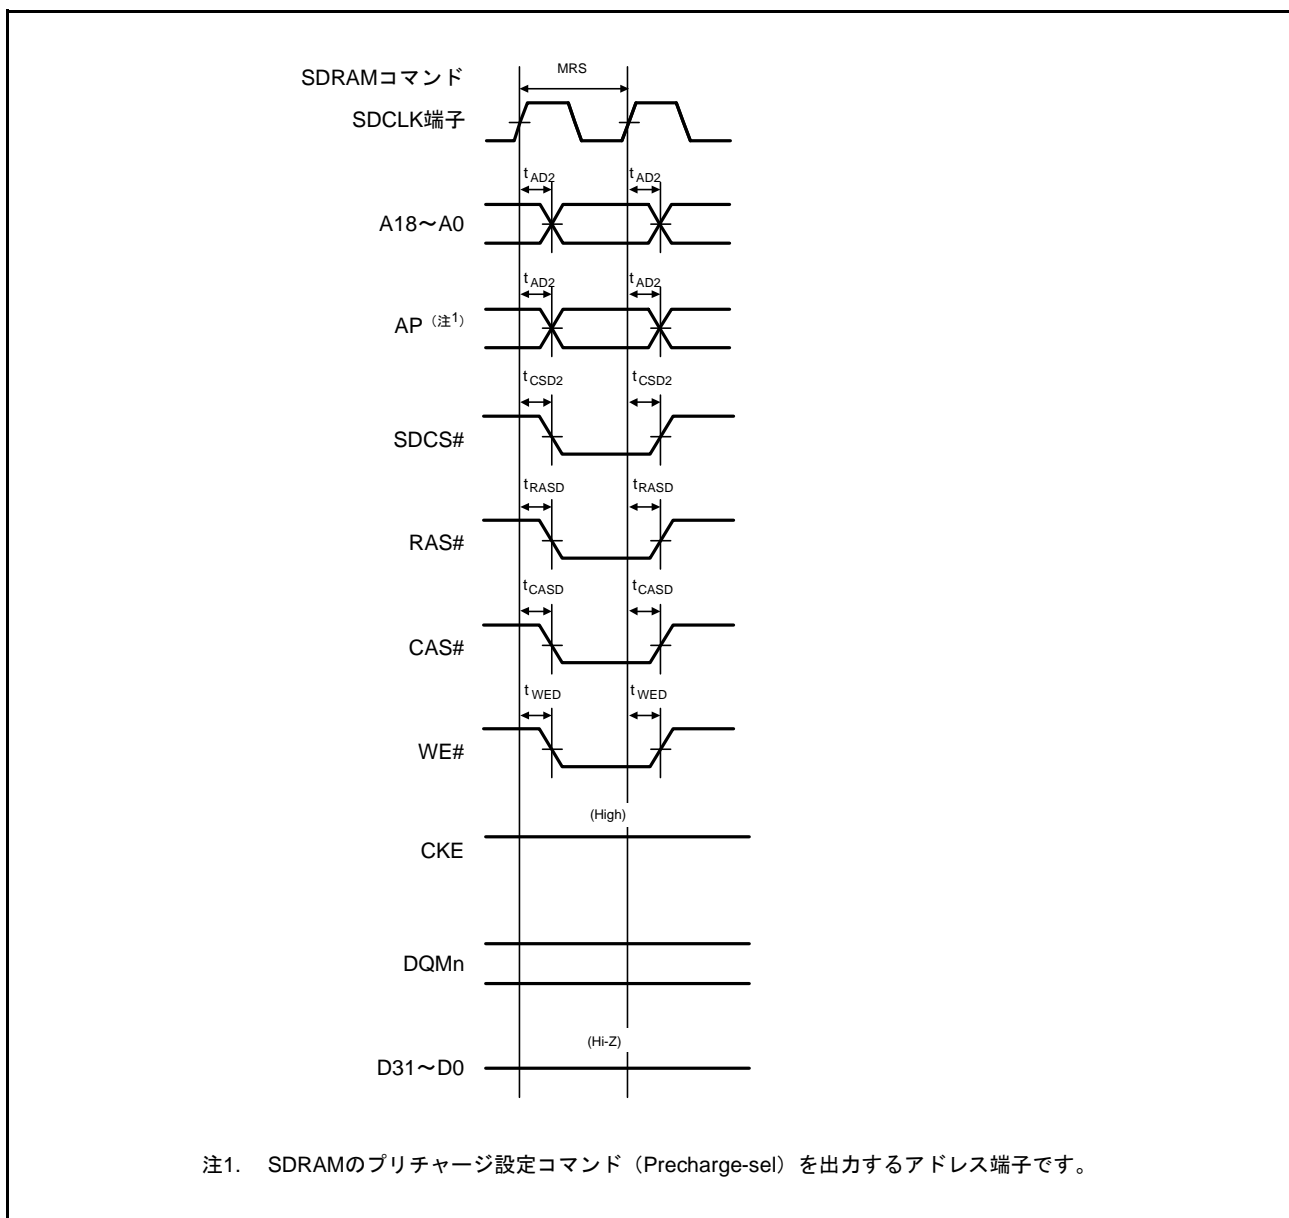 MRS
SDRAMコマンド
SDCLK端子
tAD2 tAD2
A18～A0
tAD2 tAD2
AP（注1）
tCSD2 tCSD2
SDCS#
tRASD tRASD
RAS#
tCASD tCASD
CAS#
tWED tWED
WE#
(High)
CKE
DQMn
(Hi-Z)
D31～D0
注1. SDRAMのプリチャージ設定コマンド（Precharge-sel）を出力するアドレス端子です。